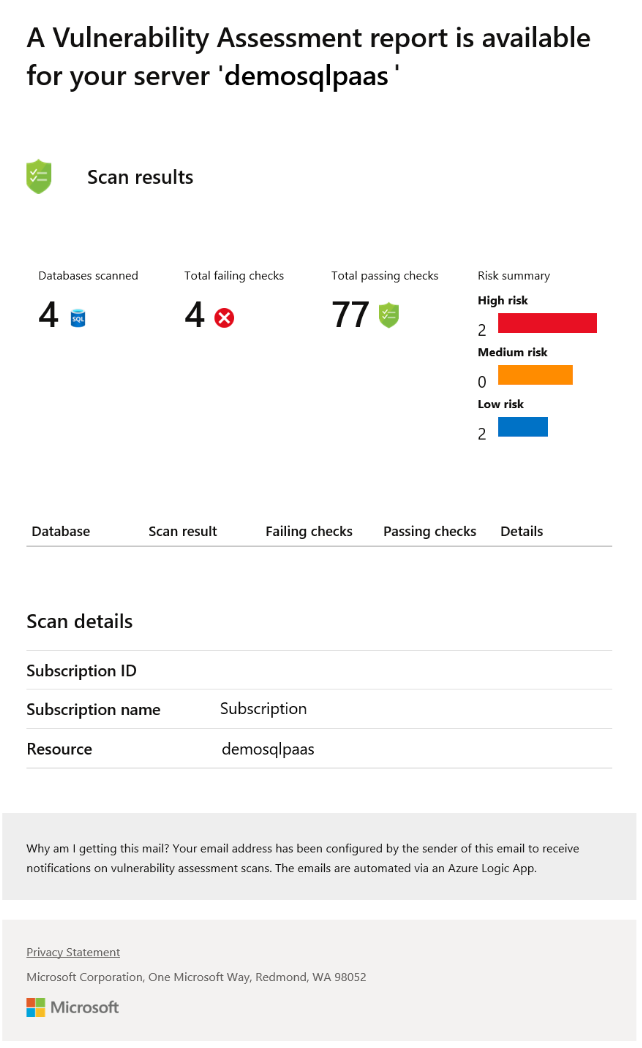 A Vulnerability Assessment report is available
for your server 'demosqlpaas '
Scan results
Databases scanned
4
SQL
Total failing checks
4
Total passing checks
77
Risk summary
High risk
2
Medium risk
0
Low risk
2
Database Scan result Failing checks Passing checks Details
Scan details
Subscription ID
Subscription name Subscription
Resource demosqlpaas
Why am I getting this mail? Your email address has been configured by the sender of this email to receive
notifications on vulnerability assessment scans. The emails are automated via an Azure Logic App.
Privacy Statement
Microsoft Corporation, One Microsoft Way, Redmond, WA 98052
Microsoft